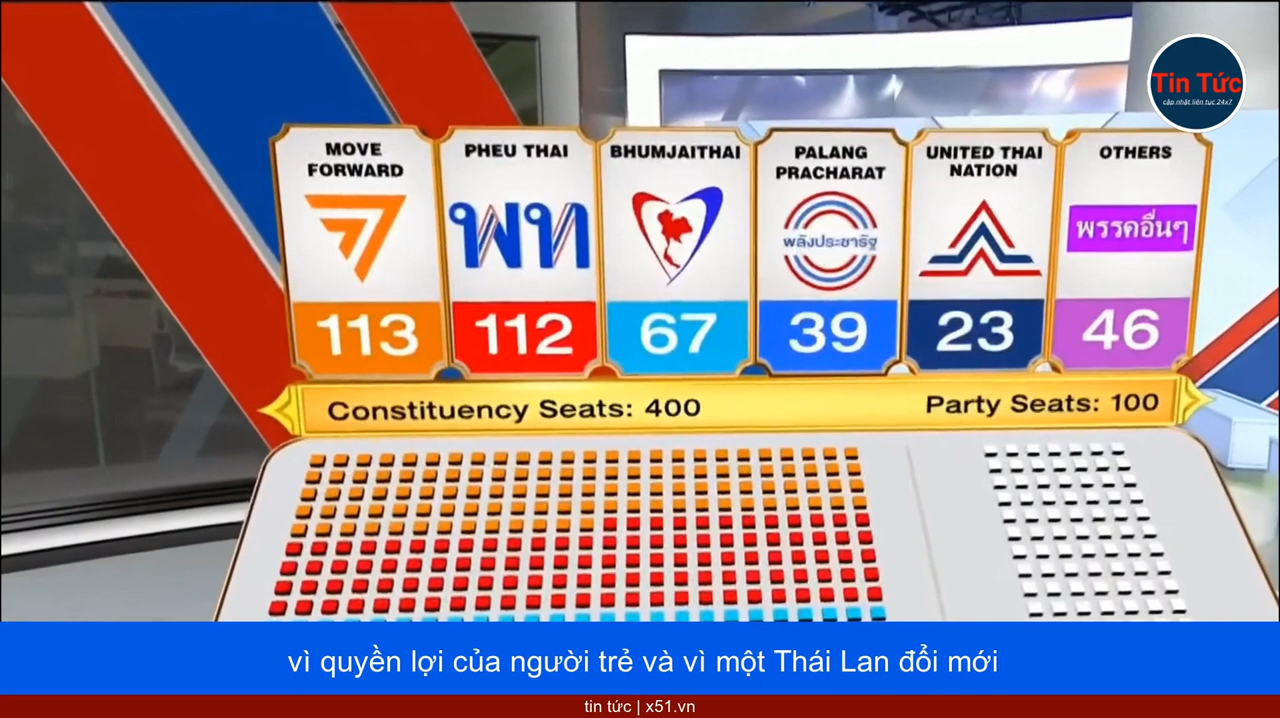 Tin Tức
cập nhật liên tục 24x7
MOVE
FORWARD
PHEU THAI
BHUMJAITHAI
PALANG
PRACHARAT
UNITED THAI
NATION
OTHERS
พท
พลังประชารัฐ
พรรคอื่นๆ
113
112
67
39
23
46
Constituency Seats: 400
Party Seats: 100
vì quyền lợi của người trẻ và vì một Thái Lan đổi mới
tin tức | x51.vn